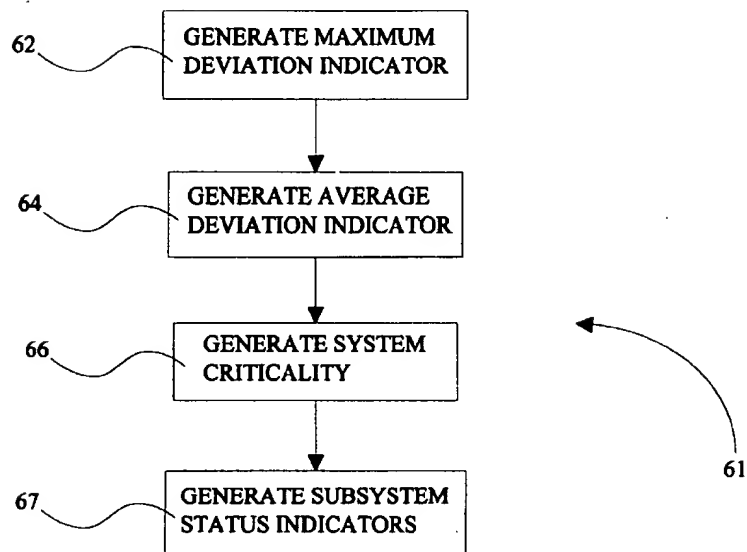 62
GENERATE MAXIMUM
DEVIATION INDICATOR
64
GENERATE AVERAGE
DEVIATION INDICATOR
66
GENERATE SYSTEM
CRITICALITY
61
67
GENERATE SUBSYSTEM
STATUS INDICATORS